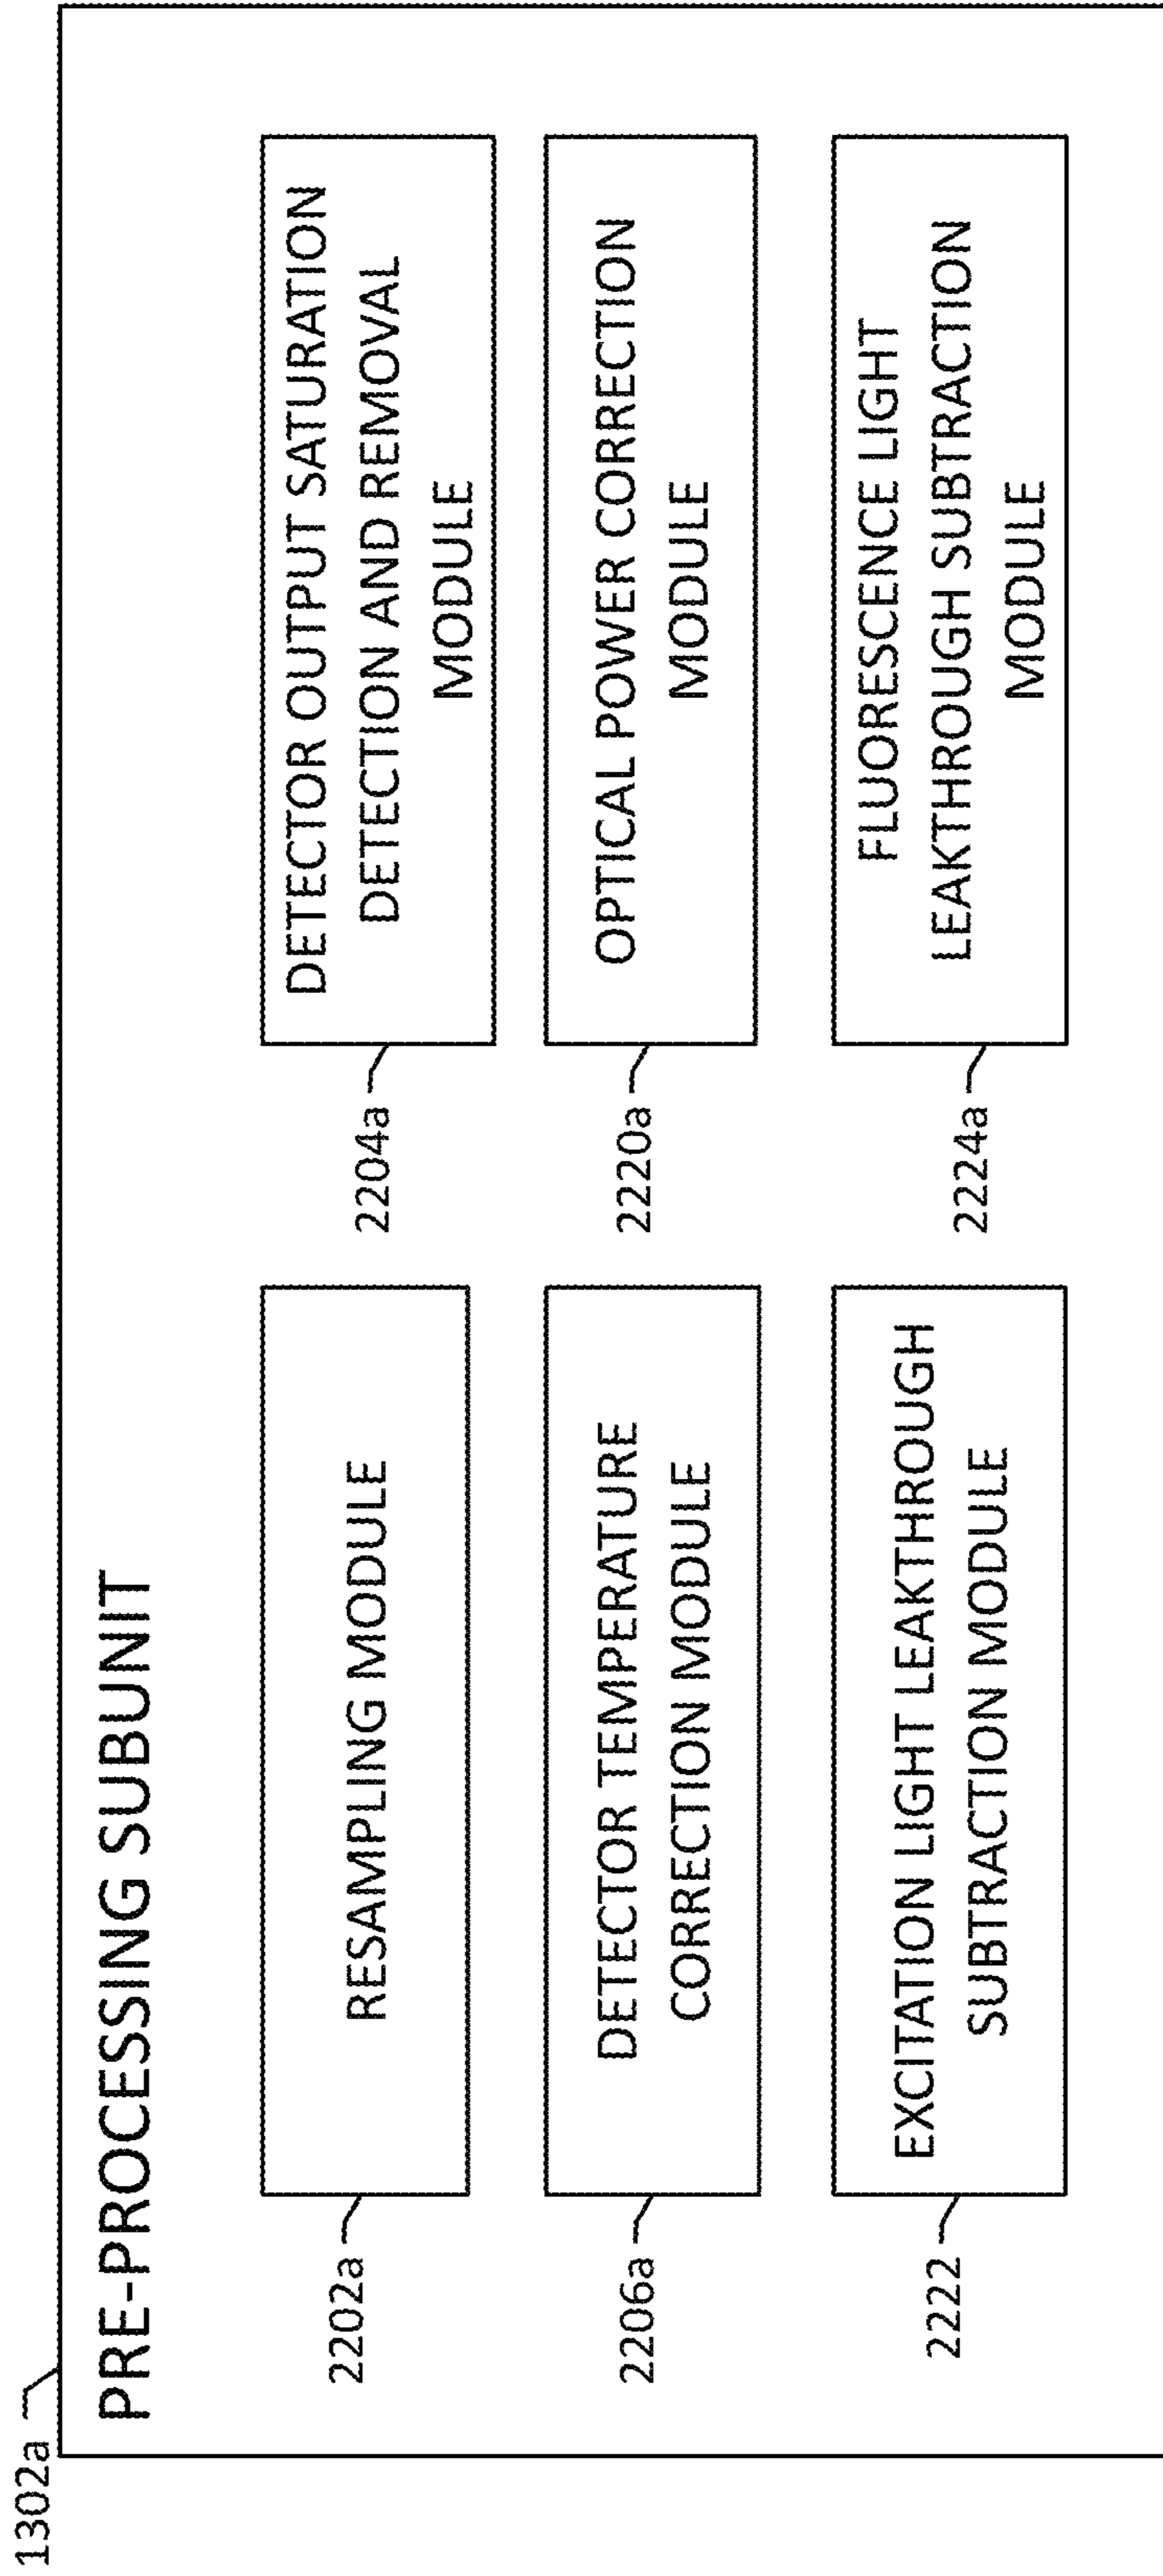 1302a
PRE-PROCESSING SUBUNIT
2202a
RESAMPLING MODULE
2204a
DETECTOR OUTPUT SATURATION
DETECTION AND REMOVAL
MODULE
2206a
DETECTOR TEMPERATURE
CORRECTION MODULE
2220a
OPTICAL POWER CORRECTION
MODULE
2222
EXCITATION LIGHT LEAKTHROUGH
SUBTRACTION MODULE
2224a
FLUORESCENCE LIGHT
LEAKTHROUGH SUBTRACTION
MODULE